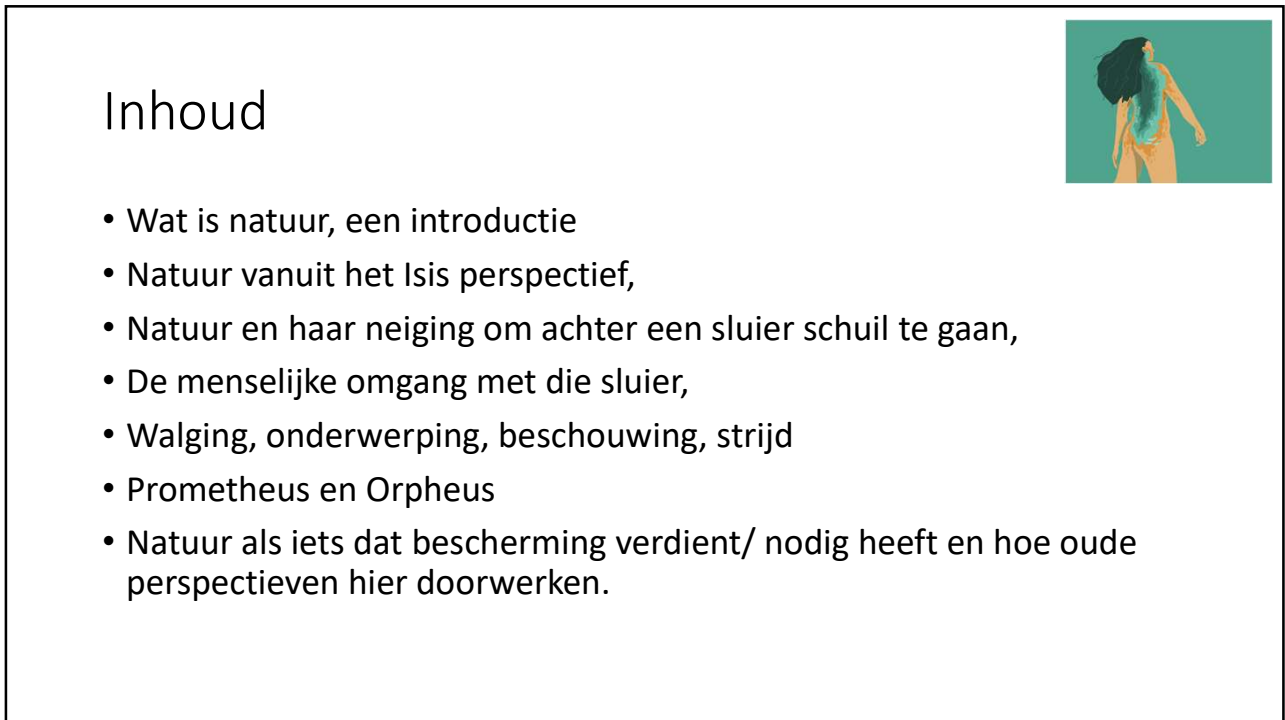 Inhoud
• Wat is natuur, een introductie
• Natuur vanuit het Isis perspectief,
• Natuur en haar neiging om achter een sluier schuil te gaan,
• De menselijke omgang met die sluier,
• Walging, onderwerping, beschouwing, strijd
• Prometheus en Orpheus
• Natuur als iets dat bescherming verdient/ nodig heeft en hoe oude
perspectieven hier doorwerken.